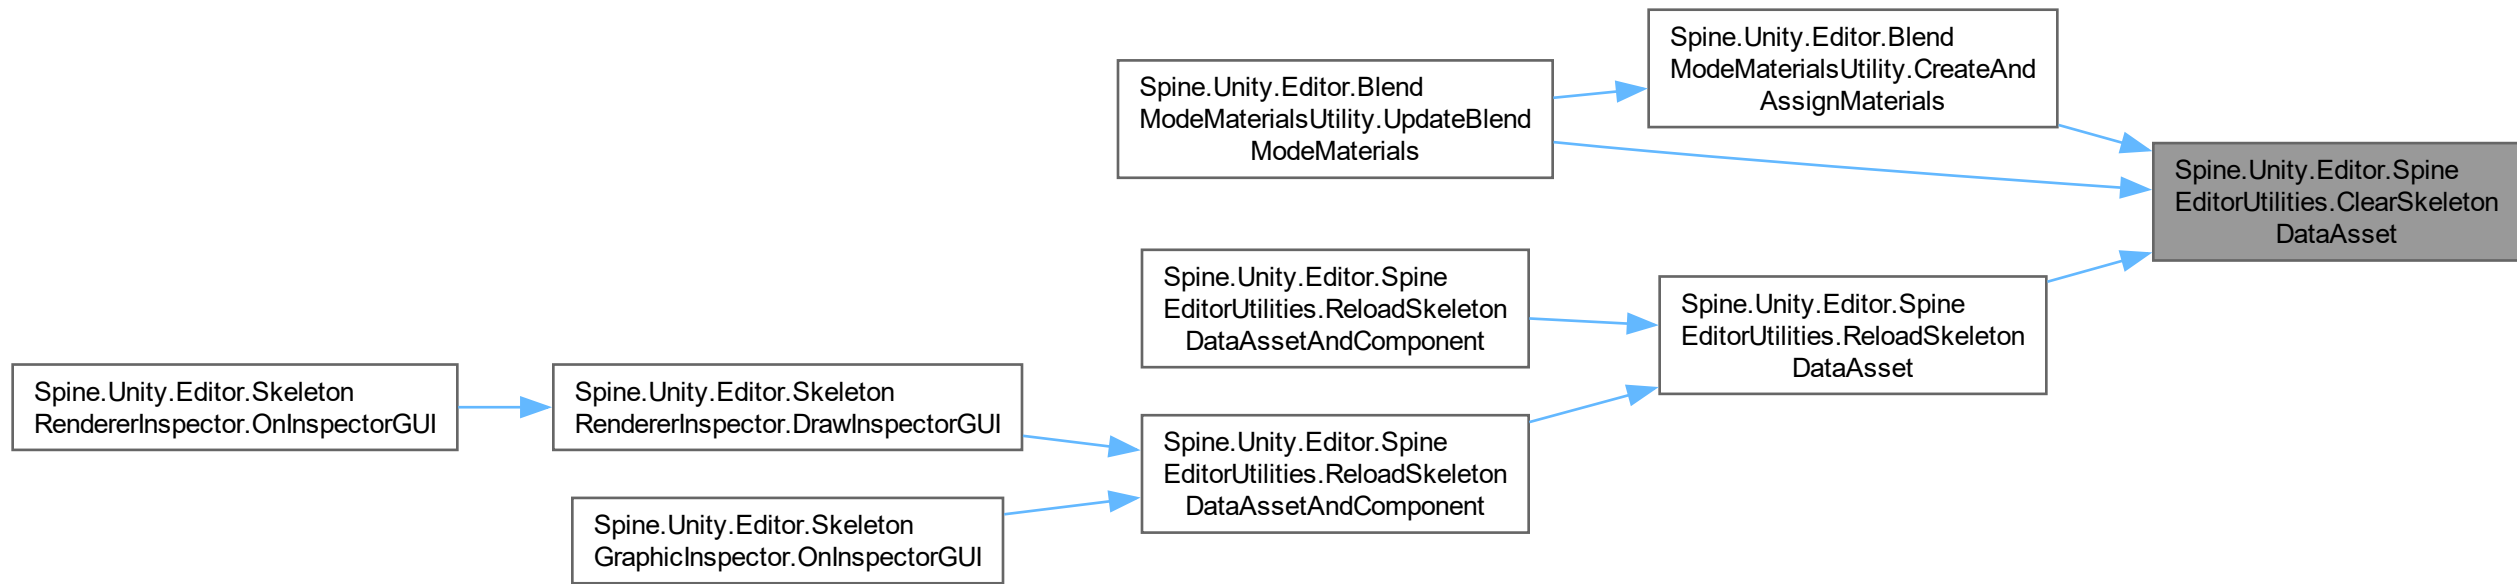 Spine.Unity.Editor.Blend
ModeMaterialsUtility.CreateAnd
AssignMaterials
Spine.Unity.Editor.Blend
ModeMaterialsUtility.UpdateBlend
ModeMaterials
Spine.Unity.Editor.Spine
EditorUtilities.ClearSkeleton
DataAsset
Spine.Unity.Editor.Spine
EditorUtilities.ReloadSkeleton
DataAssetAndComponent
Spine.Unity.Editor.Spine
EditorUtilities.ReloadSkeleton
DataAsset
Spine.Unity.Editor.Skeleton
RendererInspector.OnInspectorGUI
Spine.Unity.Editor.Skeleton
RendererInspector.DrawInspectorGUI
Spine.Unity.Editor.Spine
EditorUtilities.ReloadSkeleton
DataAssetAndComponent
Spine.Unity.Editor.Skeleton
GraphicInspector.OnInspectorGUI